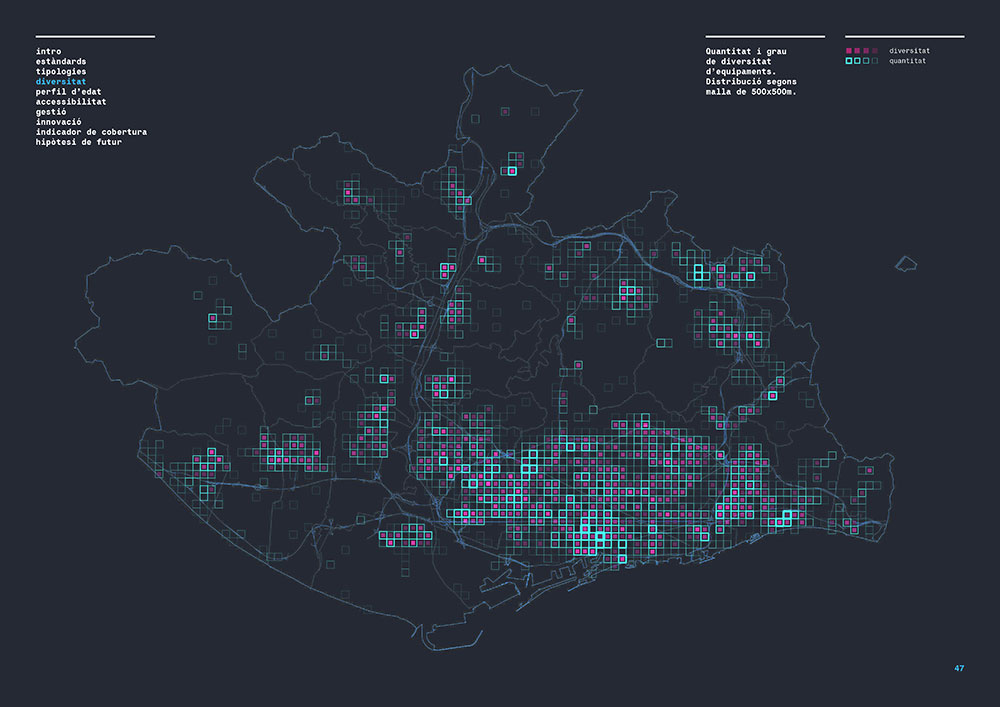 intro
estàndards
tipologies
diversitat
perfil d'edat
accessibilitat
gestió
innovació
indicador de cobertura
hipòtesi de futur
Quantitat i grau
de diversitat
d'equipaments.
Distribució segons
malla de 500x500m.
diversitat
quantitat
47